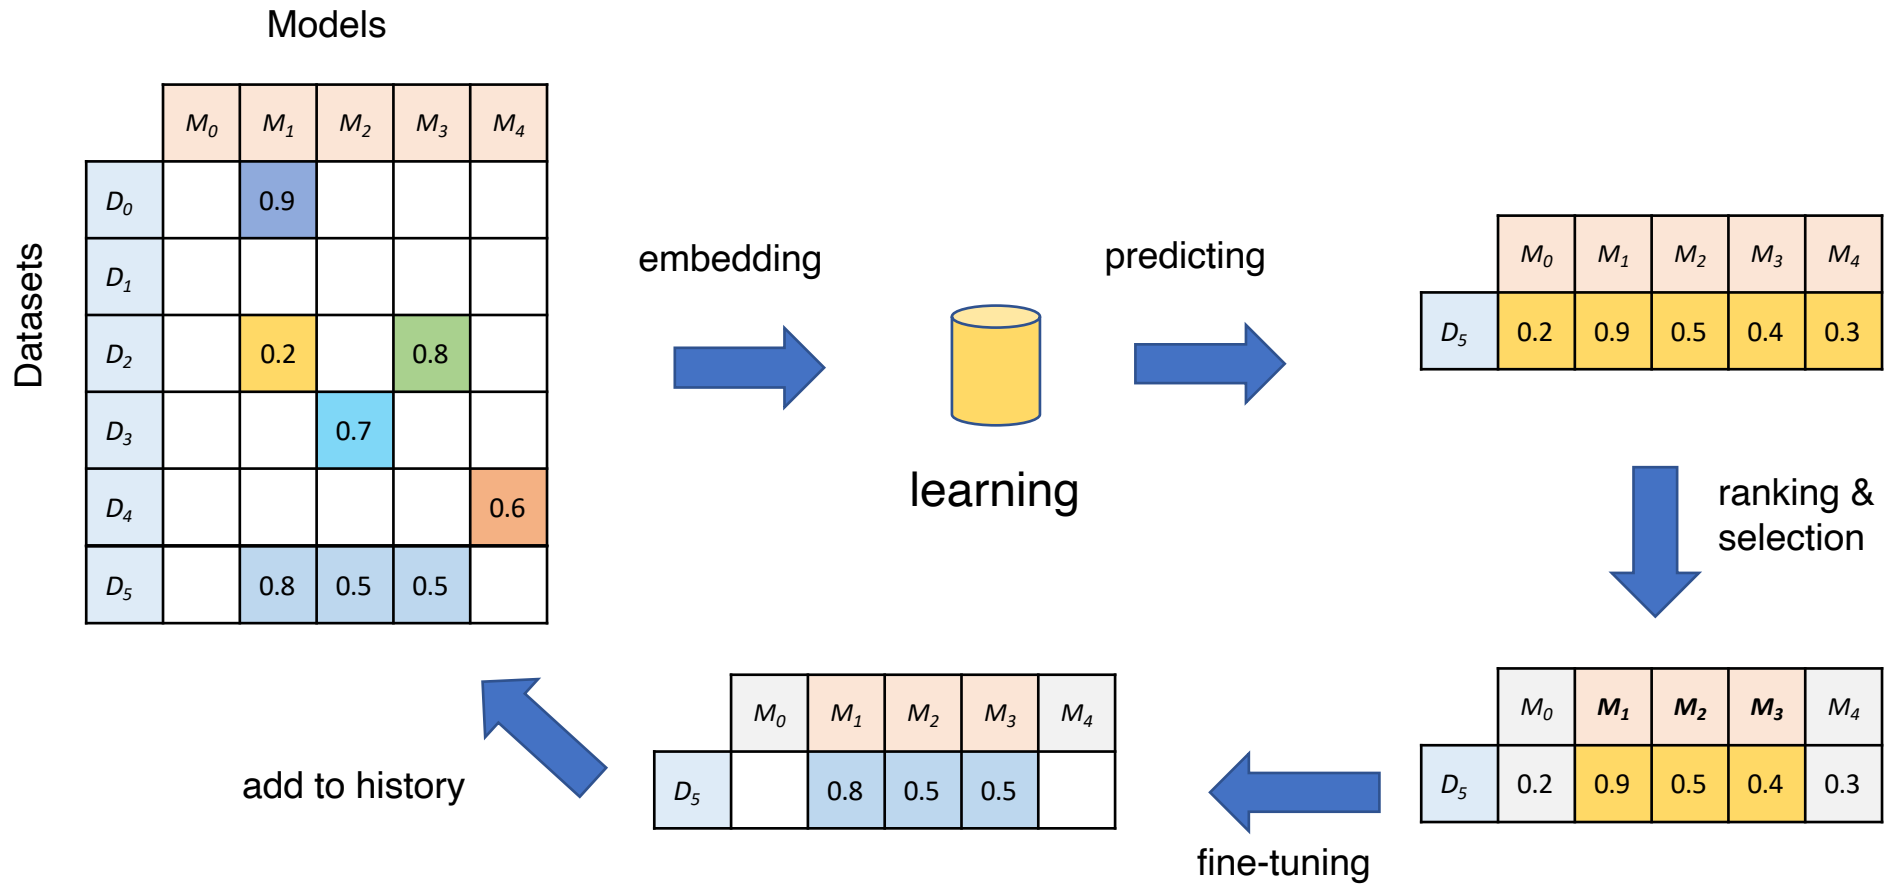 Models
M0 M1 M2 M3 M4
Datasets
D0 0.9
D1
D2 0.2 0.8
D3 0.7
D4 0.6
D5 0.8 0.5 0.5
embedding
learning
predicting
M0 M1 M2 M3 M4
D5 0.2 0.9 0.5 0.4 0.3
ranking &
selection
M0 M1 M2 M3 M4
D5 0.2 0.9 0.5 0.4 0.3
fine-tuning
M0 M1 M2 M3 M4
D5 0.8 0.5 0.5
add to history